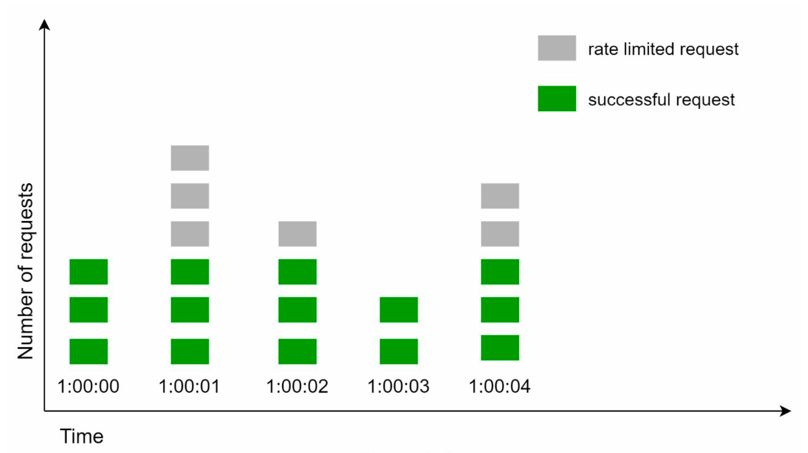 rate limited request
successful request
Number of requests
1:00:00 1:00:01 1:00:02 1:00:03 1:00:04
Time